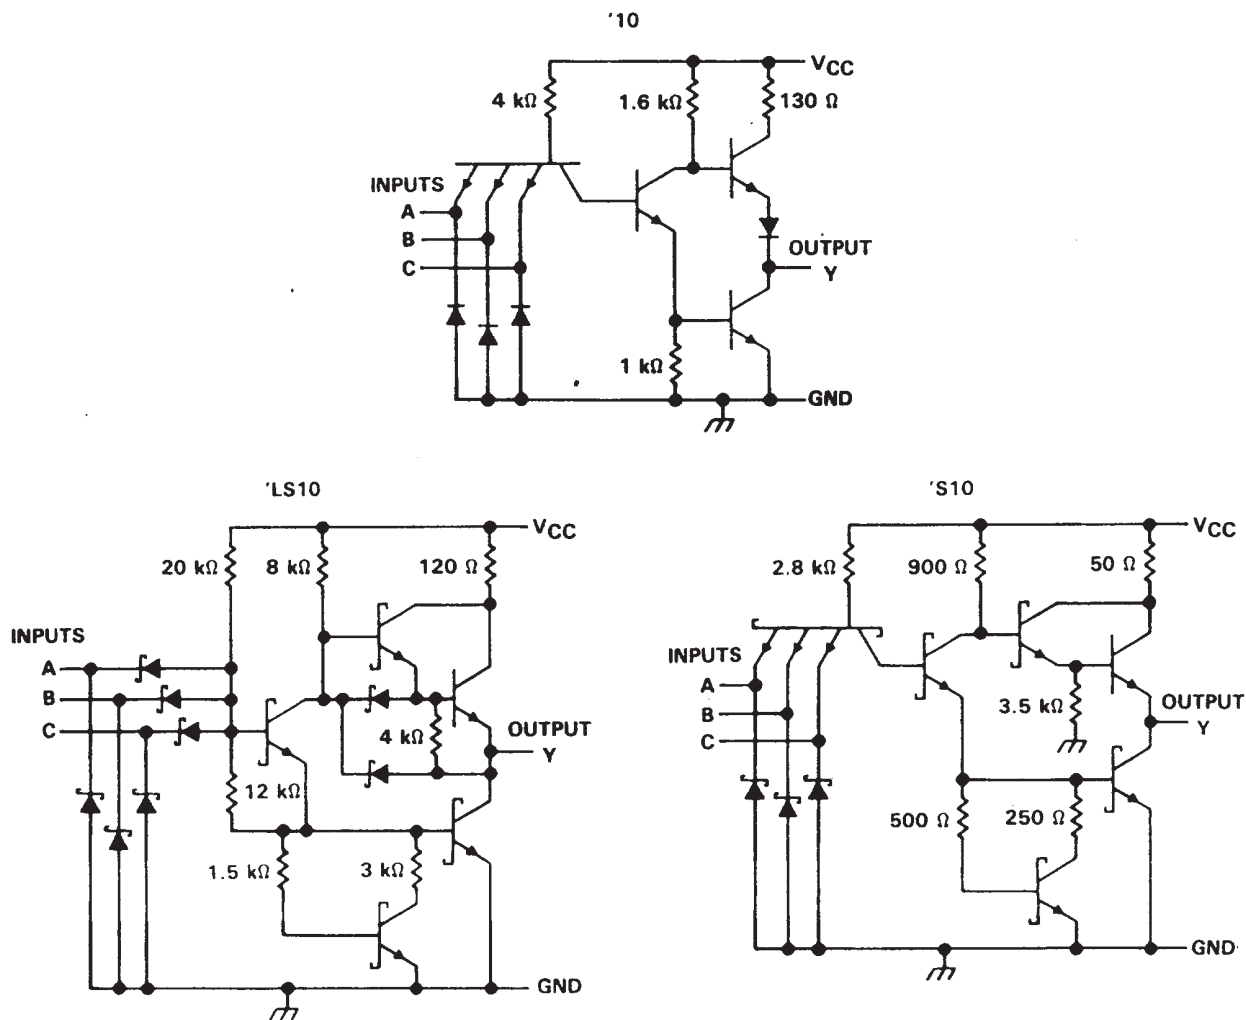 '10
VCC
4 kΩ
1.6 kΩ
130 Ω
INPUTS
A
B
C
OUTPUT
Y
1 kΩ
GND
'LS10
VCC
20 kΩ
8 kΩ
120 Ω
INPUTS
A
B
C
4 kΩ
OUTPUT
Y
12 kΩ
1.5 kΩ
3 kΩ
GND
'S10
VCC
2.8 kΩ
900 Ω
50 Ω
INPUTS
A
B
C
3.5 kΩ
OUTPUT
Y
500 Ω
250 Ω
GND